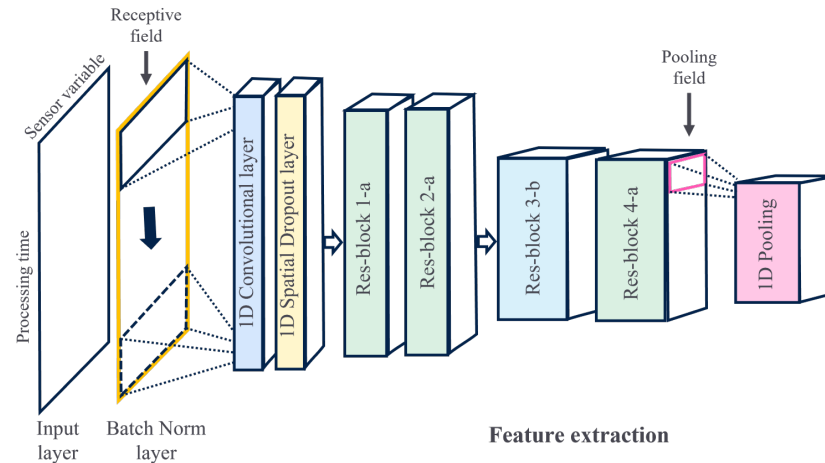 Receptive
field
Pooling
field
Sensor variable
Processing time
1D Convolutional layer
1D Spatial Dropout layer
Res-block 1-a
Res-block 2-a
Res-block 3-b
Res-block 4-a
1D Pooling
Input
layer
Batch Norm
layer
Feature extraction